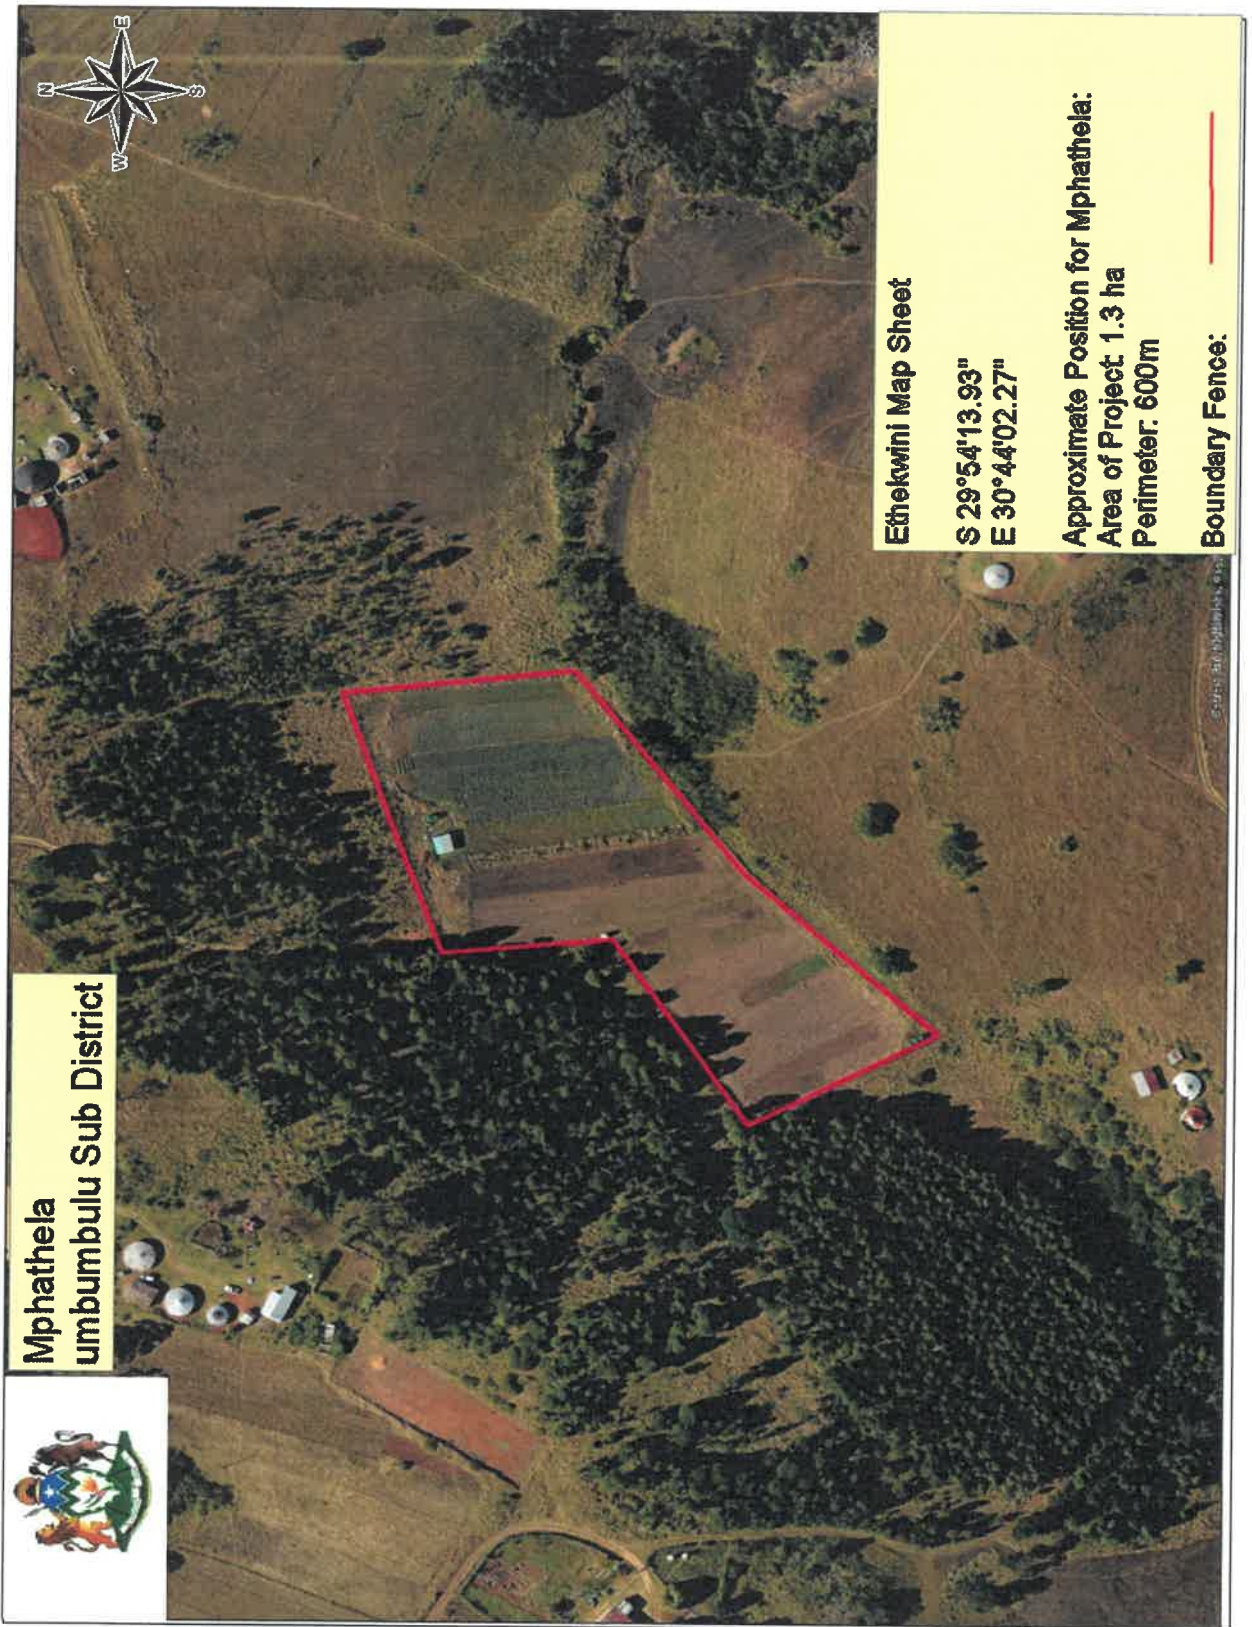 Mphathela
umbumbulu Sub District
N
E
S
W
Ethekwini Map Sheet
S 29°54'13.93"
E 30°44'02.27"
Approximate Position for Mphathela:
Area of Project: 1.3 ha
Perimeter: 600m
Boundary Fence: